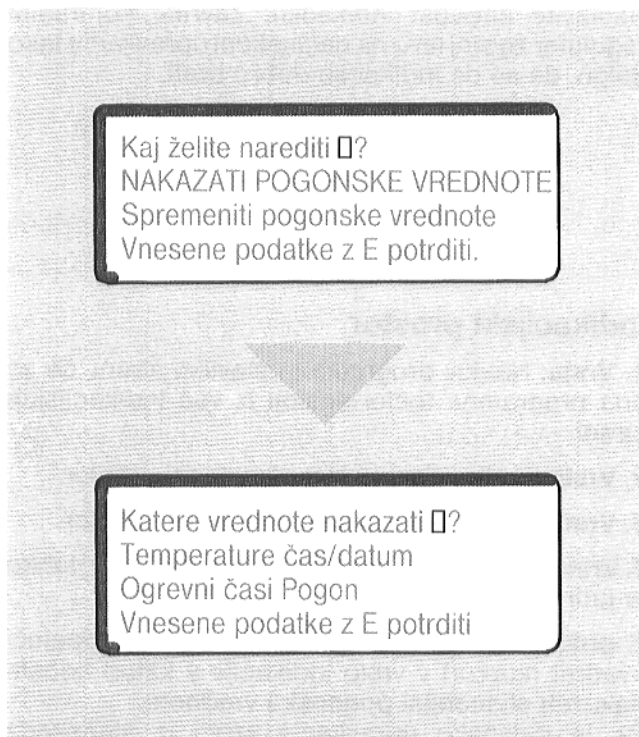 Kaj želite narediti ▯?
NAKAZATI POGONSKE VREDNOTE
Spremeniti pogonske vrednote
Vnesene podatke z E potrditi.
Katere vrednote nakazati ▯?
Temperature čas/datum
Ogrevni časi Pogon
Vnesene podatke z E potrditi